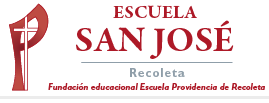 ESCUELA
SAN JOSÉ
Recoleta
Fundación educacional Escuela Providencia de Recoleta